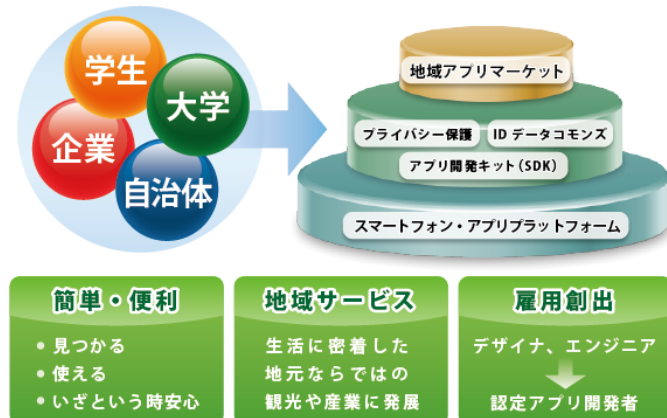 学生
大学
企業
自治体
地域アプリマーケット
プライバシー保護
IDデータコモンズ
アプリ開発キット(SDK)
スマートフォン・アプリプラットフォーム
簡単・便利
• 見つかる
• 使える
• いざという時安心
地域サービス
生活に密着した
地元ならではの
観光や産業に発展
雇用創出
デザイナ、エンジニア
認定アプリ開発者